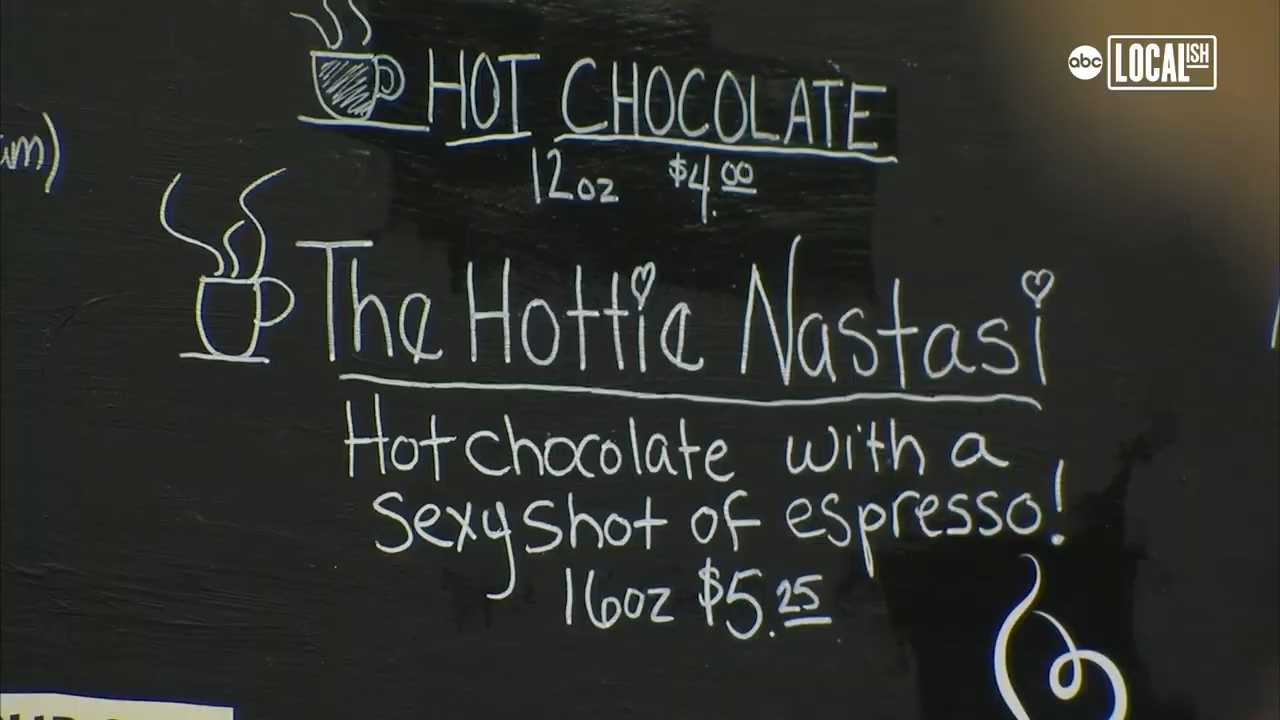 abc LOCALISH
HOT CHOCOLATE
12oz $4.00
The Hottie Nastasi
Hot chocolate with a
sexy shot of espresso!
16oz $5.25